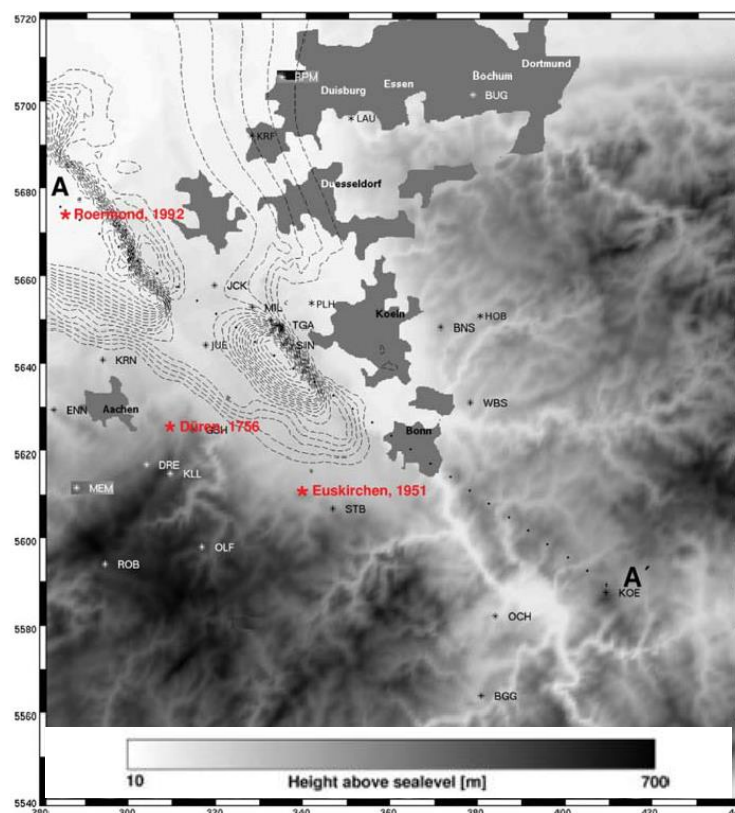 5720
Dortmund
RPM
Essen
Bochum
Duisburg
BUG
5700
LAU
KRF
Duesseldorf
5680
A
Roermond, 1992
5660
JCK
PLH
MIL
Koeln
HOB
TGA
BNS
JUE
SIN
5640
KRN
WBS
ENN
Aachen
Düren, 1756
GSH
Bonn
5620
DRE
KLL
MEM
Euskirchen, 1951
STB
5600
OLF
ROB
A´
KOE
5580
OCH
BGG
5560
10
Height above sealevel [m]
700
5540
280 300 320 340 360 380 400 420 440